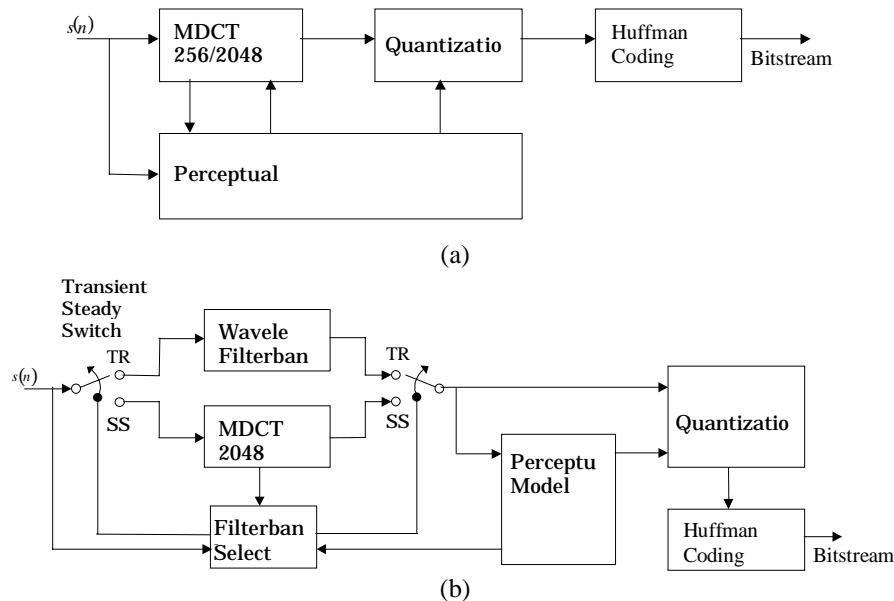 s(n)
MDCT
256/2048
Quantizatio
Huffman
Coding
Bitstream
Perceptual
(a)
Transient
Steady
Switch
s(n)
TR
SS
Wavele
Filterban
MDCT
2048
TR
SS
Filterban
Select
Perceptu
Model
Quantizatio
Huffman
Coding
Bitstream
(b)